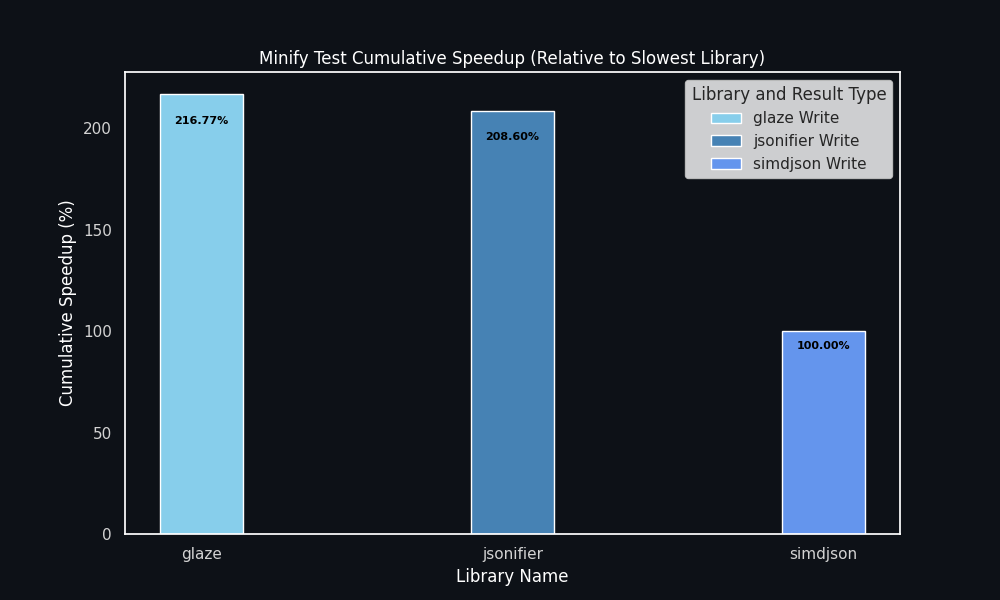 Minify Test Cumulative Speedup (Relative to Slowest Library)
Library and Result Type
glaze Write
jsonifier Write
simdjson Write
216.77%
208.60%
100.00%
Cumulative Speedup (%)
200
150
100
50
0
glaze
jsonifier
simdjson
Library Name